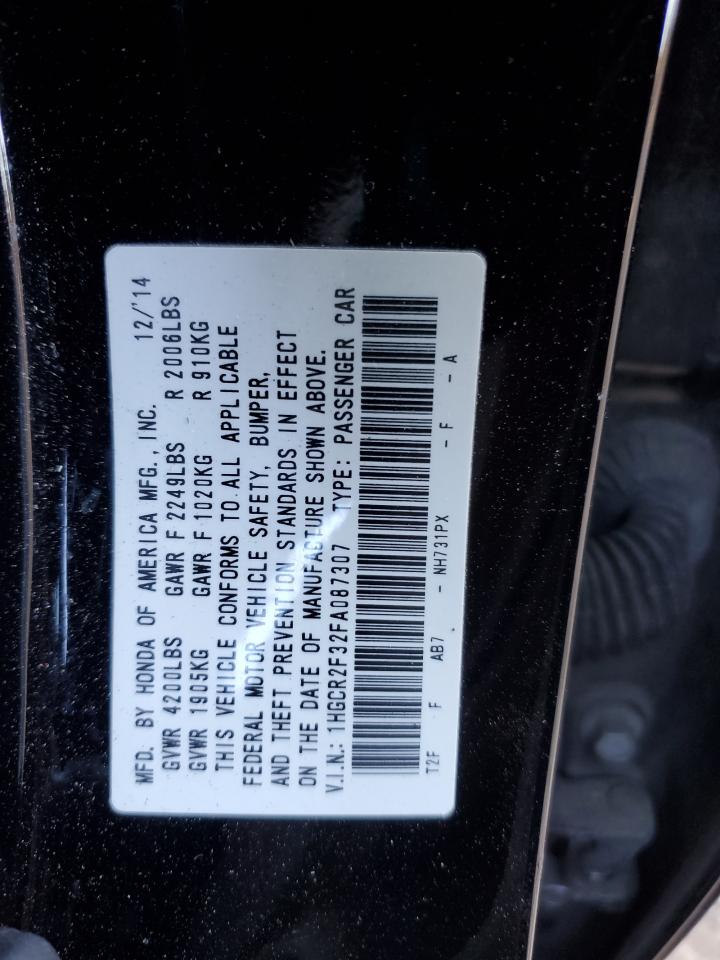 MFD. BY HONDA OF AMERICA MFG., INC. 12/'14
GVWR 4200LBS GAWR F 2249LBS R 2006LBS
GVWR 1905KG GAWR F 1020KG R 910KG
THIS VEHICLE CONFORMS TO ALL APPLICABLE
FEDERAL MOTOR VEHICLE SAFETY, BUMPER,
AND THEFT PREVENTION STANDARDS IN EFFECT
ON THE DATE OF MANUFACTURE SHOWN ABOVE.
V.I.N.: 1HGCR2F32FA087307 TYPE: PASSENGER CAR
T2F F AB7 - NH731PX - F - A